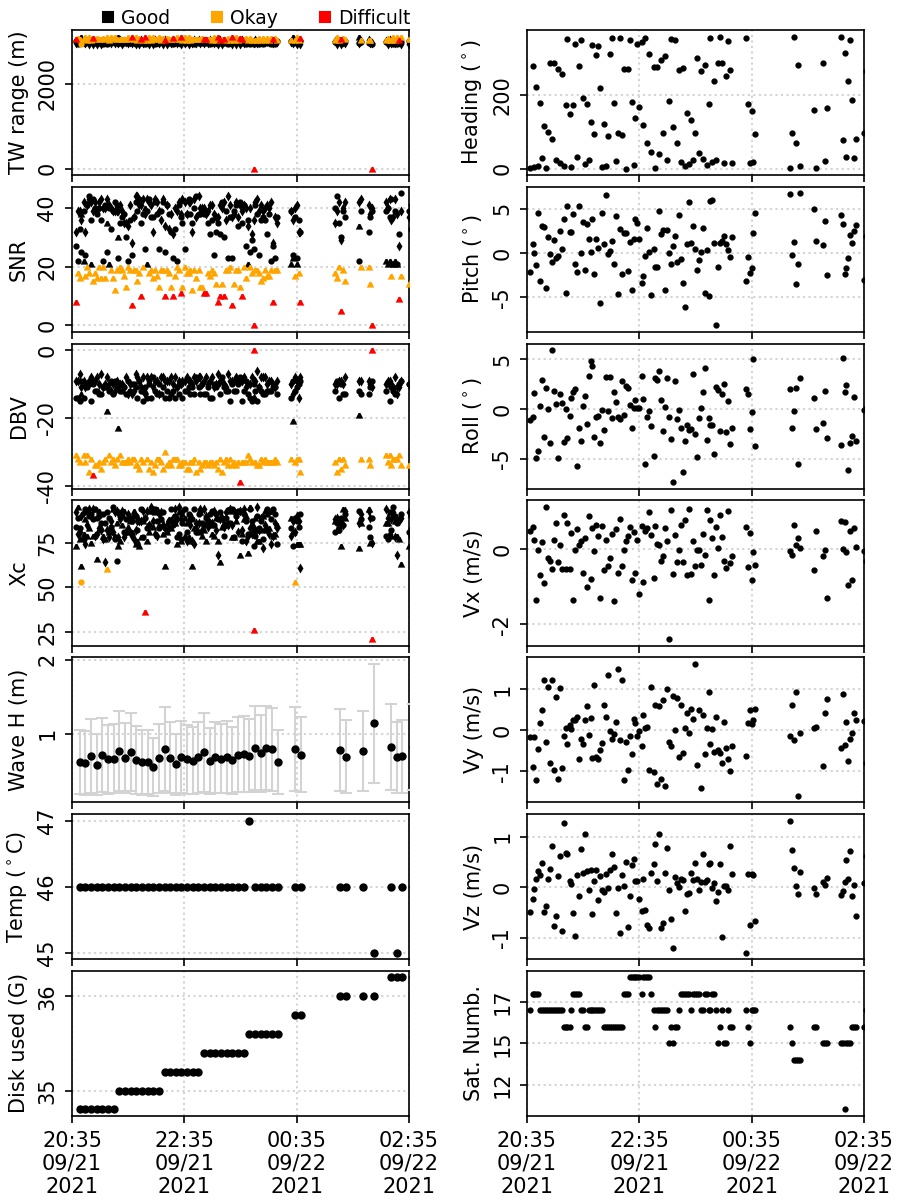 Good Okay Difficult
TW range (m)
2000
0
SNR
40
20
0
DBV
0
-20
-40
Xc
75
50
25
Wave H (m)
2
1
Temp (°C)
47
46
45
Disk used (G)
36
35
20:35 22:35 00:35 02:35
09/21 09/21 09/22 09/22
2021 2021 2021 2021
Heading (°)
200
0
Pitch (°)
5
0
-5
Roll (°)
5
0
-5
Vx (m/s)
0
-2
Vy (m/s)
1
0
-1
Vz (m/s)
1
0
-1
Sat. Numb.
17
15
12
20:35 22:35 00:35 02:35
09/21 09/21 09/22 09/22
2021 2021 2021 2021